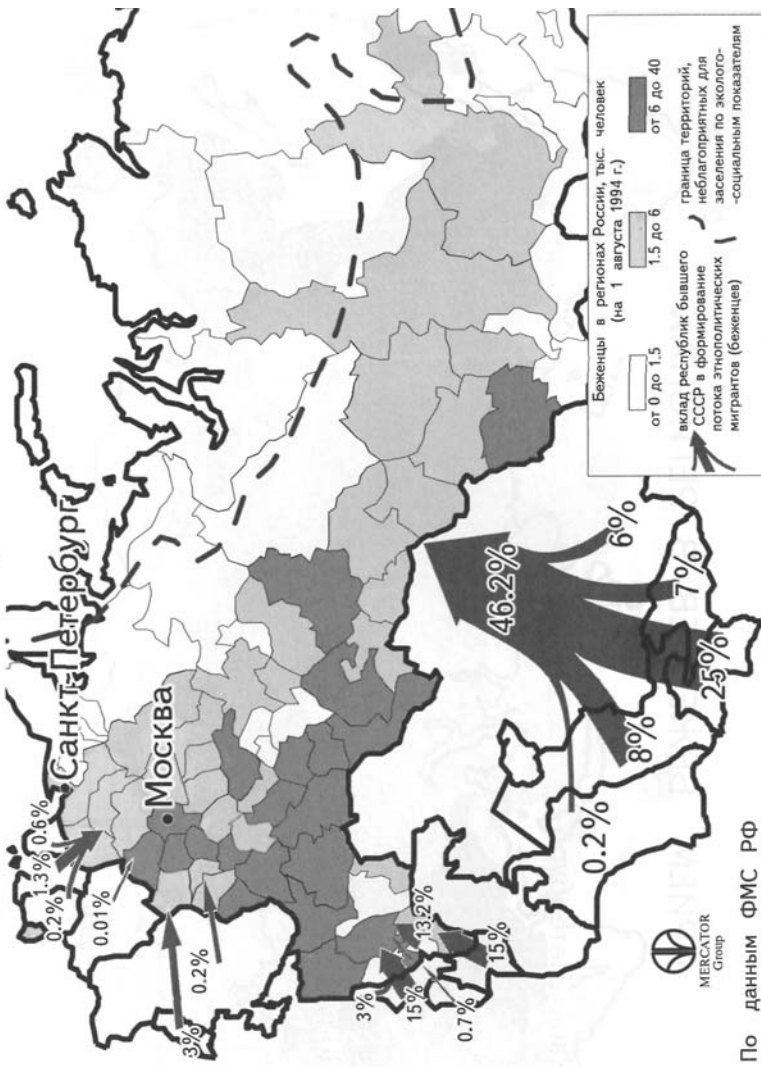 Санкт-Петербург
Москва
0.6%
1.3%
0.2%
0.01%
0.2%
3%
3%
15%
0.7%
13.2%
15%
0.2%
8%
25%
7%
6%
46.2%
Беженцы в регионах России, тыс. человек
(на 1 августа 1994 г.)
от 0 до 1.5
1.5 до 6
от 6 до 40
вклад республик бывшего
СССР в формирование
потока этнополитических
мигрантов (беженцев)
граница территорий,
неблагоприятных для
заселения по эколого-
-социальным показателям
MERCATOR
Group
По данным ФМС РФ